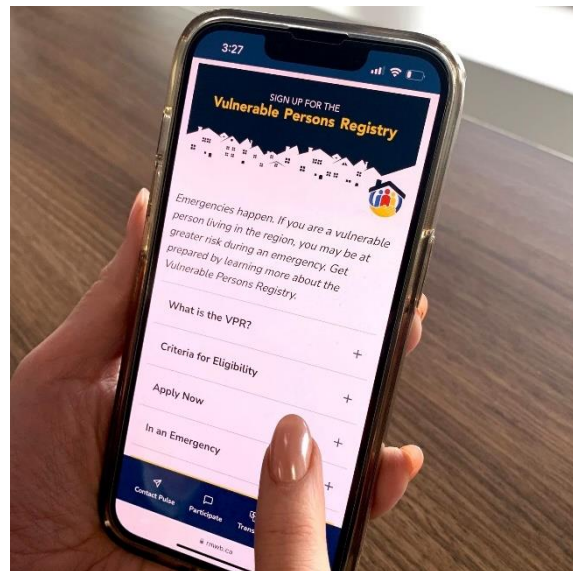 3:27
SIGN UP FOR THE
Vulnerable Persons Registry
Emergencies happen. If you are a vulnerable
person living in the region, you may be at
greater risk during an emergency. Get
prepared by learning more about the
Vulnerable Persons Registry.
What is the VPR? +
Criteria for Eligibility +
Apply Now +
In an Emergency +
Contact Pulse
Participate
rmwb.ca